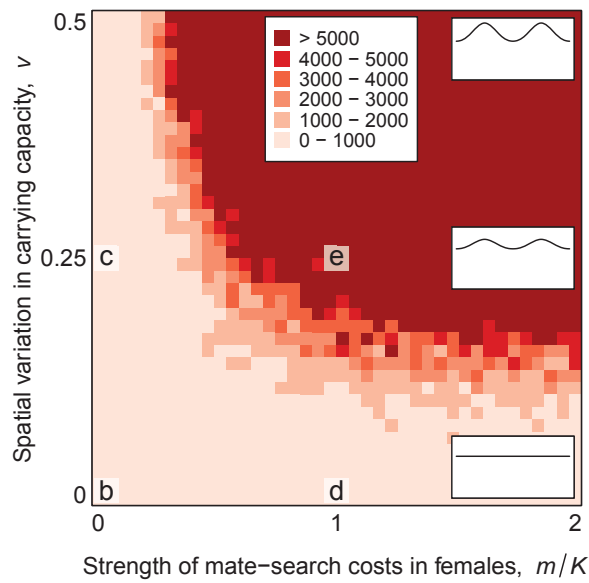 0.5
> 5000
4000 – 5000
3000 – 4000
2000 – 3000
1000 – 2000
0 – 1000
Spatial variation in carrying capacity, v
0.25
c
e
0
b
d
0
1
2
Strength of mate-search costs in females, m/K